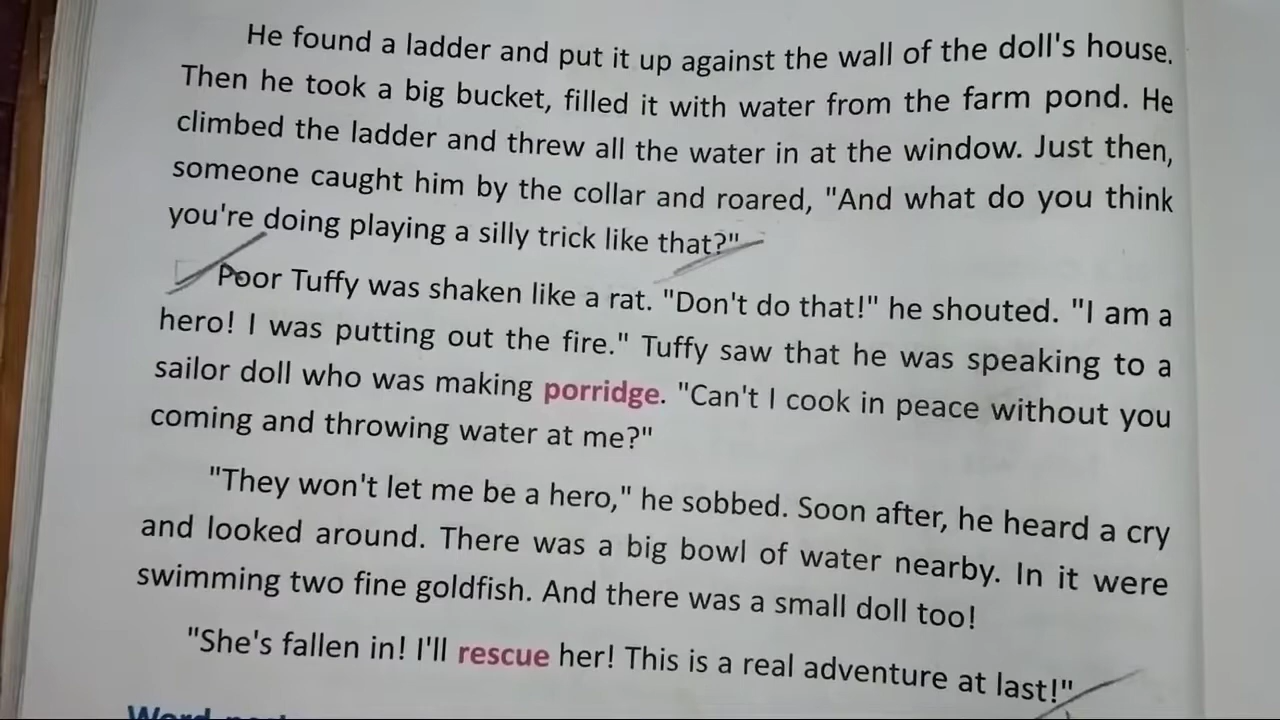 He found a ladder and put it up against the wall of the doll's house.
Then he took a big bucket, filled it with water from the farm pond. He
climbed the ladder and threw all the water in at the window. Just then,
someone caught him by the collar and roared, "And what do you think
you're doing playing a silly trick like that?"
Poor Tuffy was shaken like a rat. "Don't do that!" he shouted. "I am a
hero! I was putting out the fire." Tuffy saw that he was speaking to a
sailor doll who was making porridge. "Can't I cook in peace without you
coming and throwing water at me?"
"They won't let me be a hero," he sobbed. Soon after, he heard a cry
and looked around. There was a big bowl of water nearby. In it were
swimming two fine goldfish. And there was a small doll too!
"She's fallen in! I'll rescue her! This is a real adventure at last!"
Word